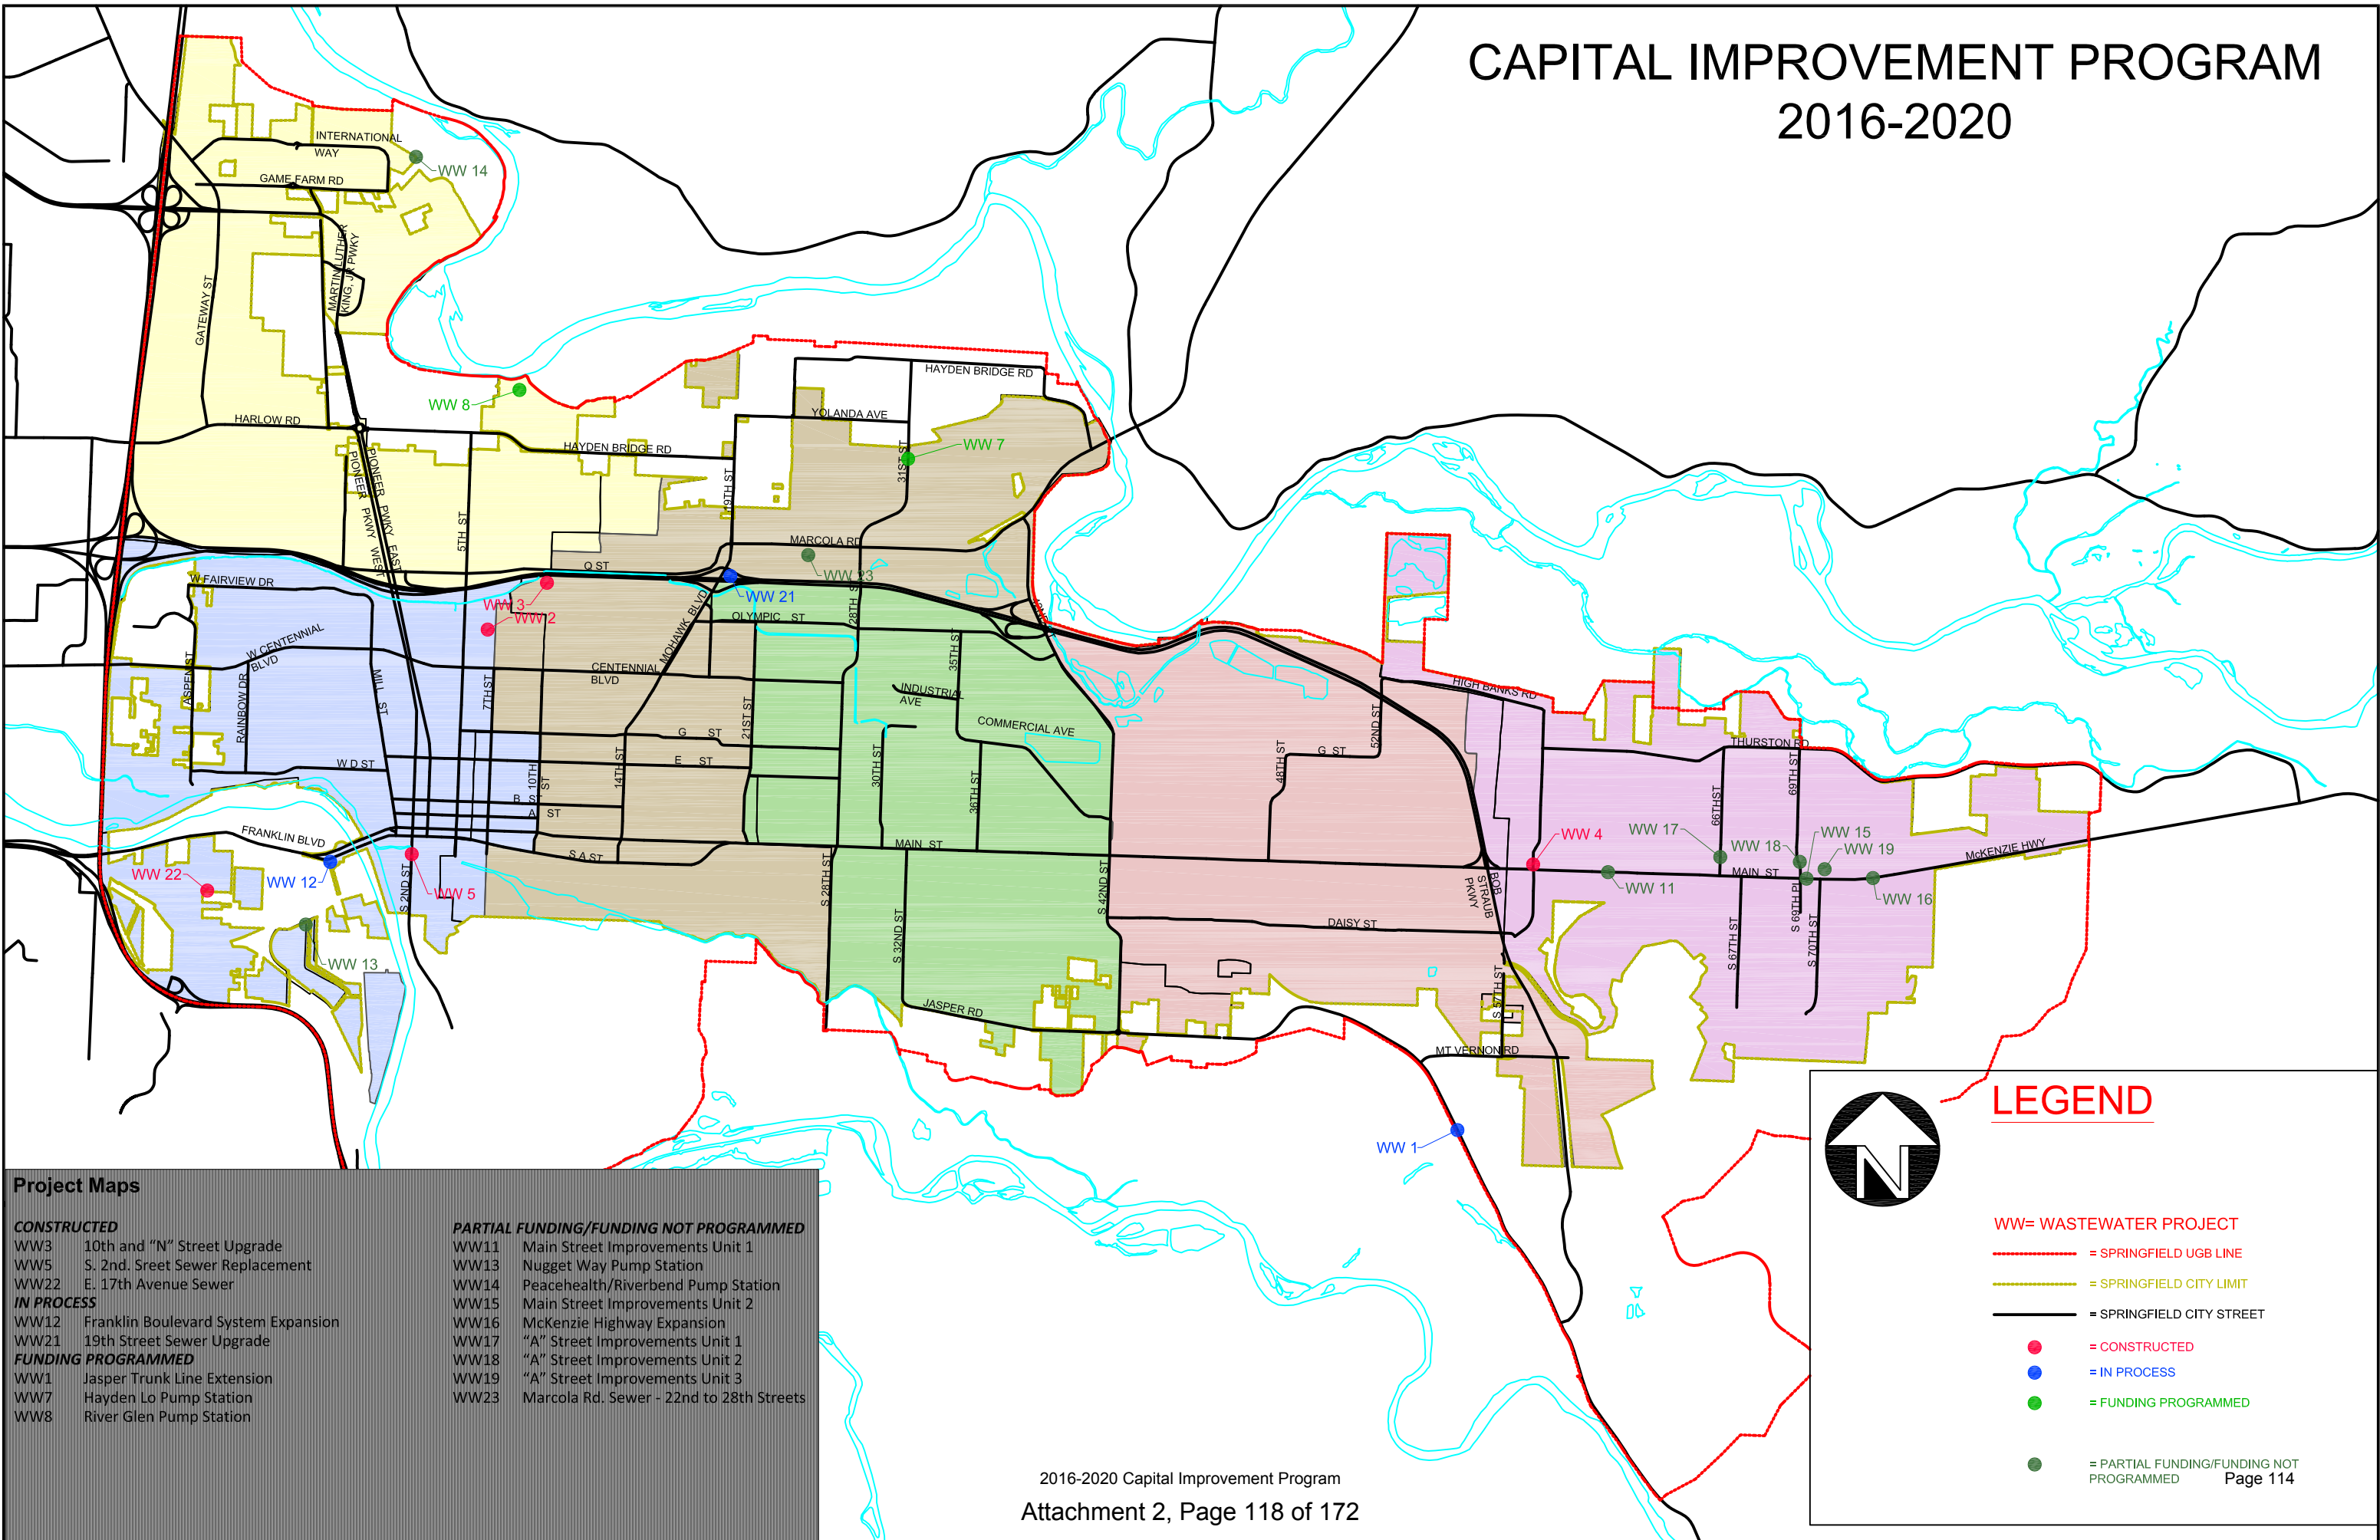 CAPITAL IMPROVEMENT PROGRAM
2016-2020
INTERNATIONAL
WAY
WW 14
GAME FARM RD
MARTIN LUTHER
KING, JR PWKY
GATEWAY ST
WW 8
HARLOW RD
HAYDEN BRIDGE RD
HAYDEN BRIDGE RD
YOLANDA AVE
WW 7
31ST ST
19TH ST
PIONEER PWKY EAST
PIONEER PKWY WEST
5TH ST
MARCOLA RD
WW 23
Q ST
WW 21
WW 3
WW 2
W FAIRVIEW DR
W CENTENNIAL
BLVD
ASPEN ST
RAINBOW DR
MILL ST
7TH ST
MOHAWK BLVD
OLYMPIC ST
28TH ST
35TH ST
42ND ST
CENTENNIAL
BLVD
INDUSTRIAL
AVE
COMMERCIAL AVE
21ST ST
G ST
E ST
W D ST
10TH
ST
14TH ST
30TH ST
36TH ST
B ST
A ST
FRANKLIN BLVD
S A ST
MAIN ST
48TH ST
G ST
52ND ST
HIGH BANKS RD
THURSTON RD
66TH ST
69TH ST
WW 4
WW 17
WW 18
WW 15
WW 19
MAIN ST
McKENZIE HWY
WW 11
WW 16
WW 22
WW 12
S 2ND ST
WW 5
WW 13
S 28TH ST
S 32ND ST
S 42ND ST
DAISY ST
BOB
STRAUB
PKWY
S 67TH ST
S 69TH PL
S 70TH ST
S 57TH ST
JASPER RD
MT VERNON RD
WW 1
Project Maps
CONSTRUCTED
WW3 10th and “N” Street Upgrade
WW5 S. 2nd. Sreet Sewer Replacement
WW22 E. 17th Avenue Sewer
IN PROCESS
WW12 Franklin Boulevard System Expansion
WW21 19th Street Sewer Upgrade
FUNDING PROGRAMMED
WW1 Jasper Trunk Line Extension
WW7 Hayden Lo Pump Station
WW8 River Glen Pump Station
PARTIAL FUNDING/FUNDING NOT PROGRAMMED
WW11 Main Street Improvements Unit 1
WW13 Nugget Way Pump Station
WW14 Peacehealth/Riverbend Pump Station
WW15 Main Street Improvements Unit 2
WW16 McKenzie Highway Expansion
WW17 “A” Street Improvements Unit 1
WW18 “A” Street Improvements Unit 2
WW19 “A” Street Improvements Unit 3
WW23 Marcola Rd. Sewer - 22nd to 28th Streets
LEGEND
N
WW= WASTEWATER PROJECT
= SPRINGFIELD UGB LINE
= SPRINGFIELD CITY LIMIT
= SPRINGFIELD CITY STREET
= CONSTRUCTED
= IN PROCESS
= FUNDING PROGRAMMED
= PARTIAL FUNDING/FUNDING NOT
PROGRAMMED
Page 114
2016-2020 Capital Improvement Program
Attachment 2, Page 118 of 172